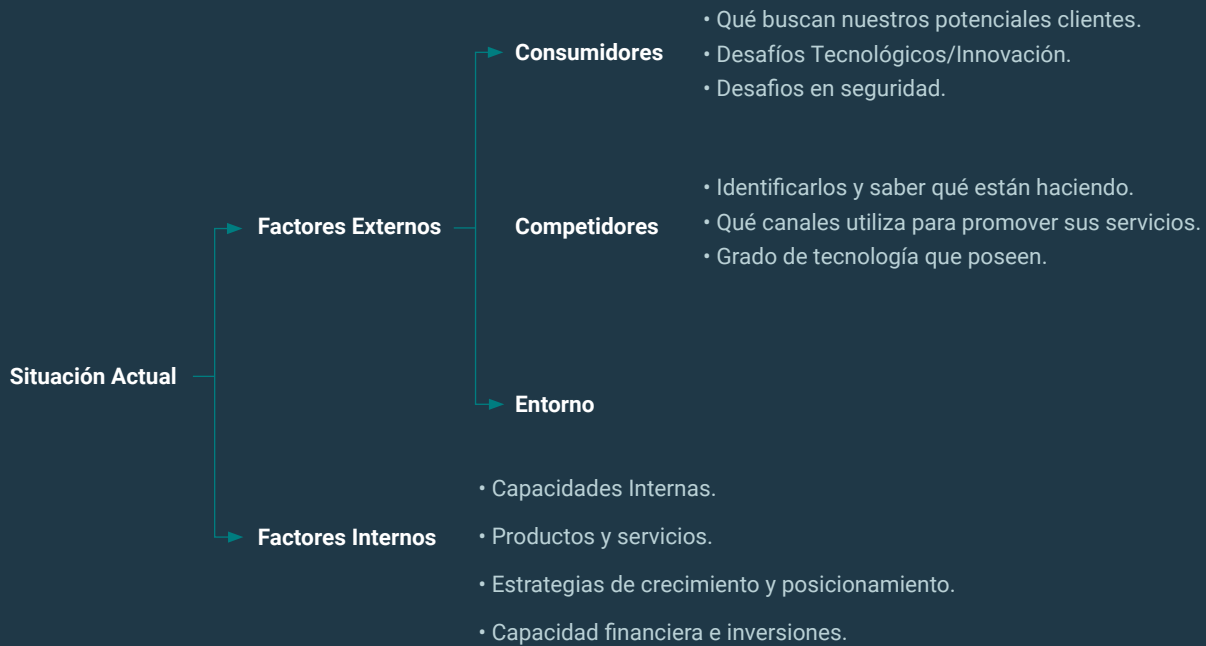 Situación Actual
Factores Externos
Consumidores
• Qué buscan nuestros potenciales clientes.
• Desafíos Tecnológicos/Innovación.
• Desafios en seguridad.
Competidores
• Identificarlos y saber qué están haciendo.
• Qué canales utiliza para promover sus servicios.
• Grado de tecnología que poseen.
Entorno
Factores Internos
• Capacidades Internas.
• Productos y servicios.
• Estrategias de crecimiento y posicionamiento.
• Capacidad financiera e inversiones.